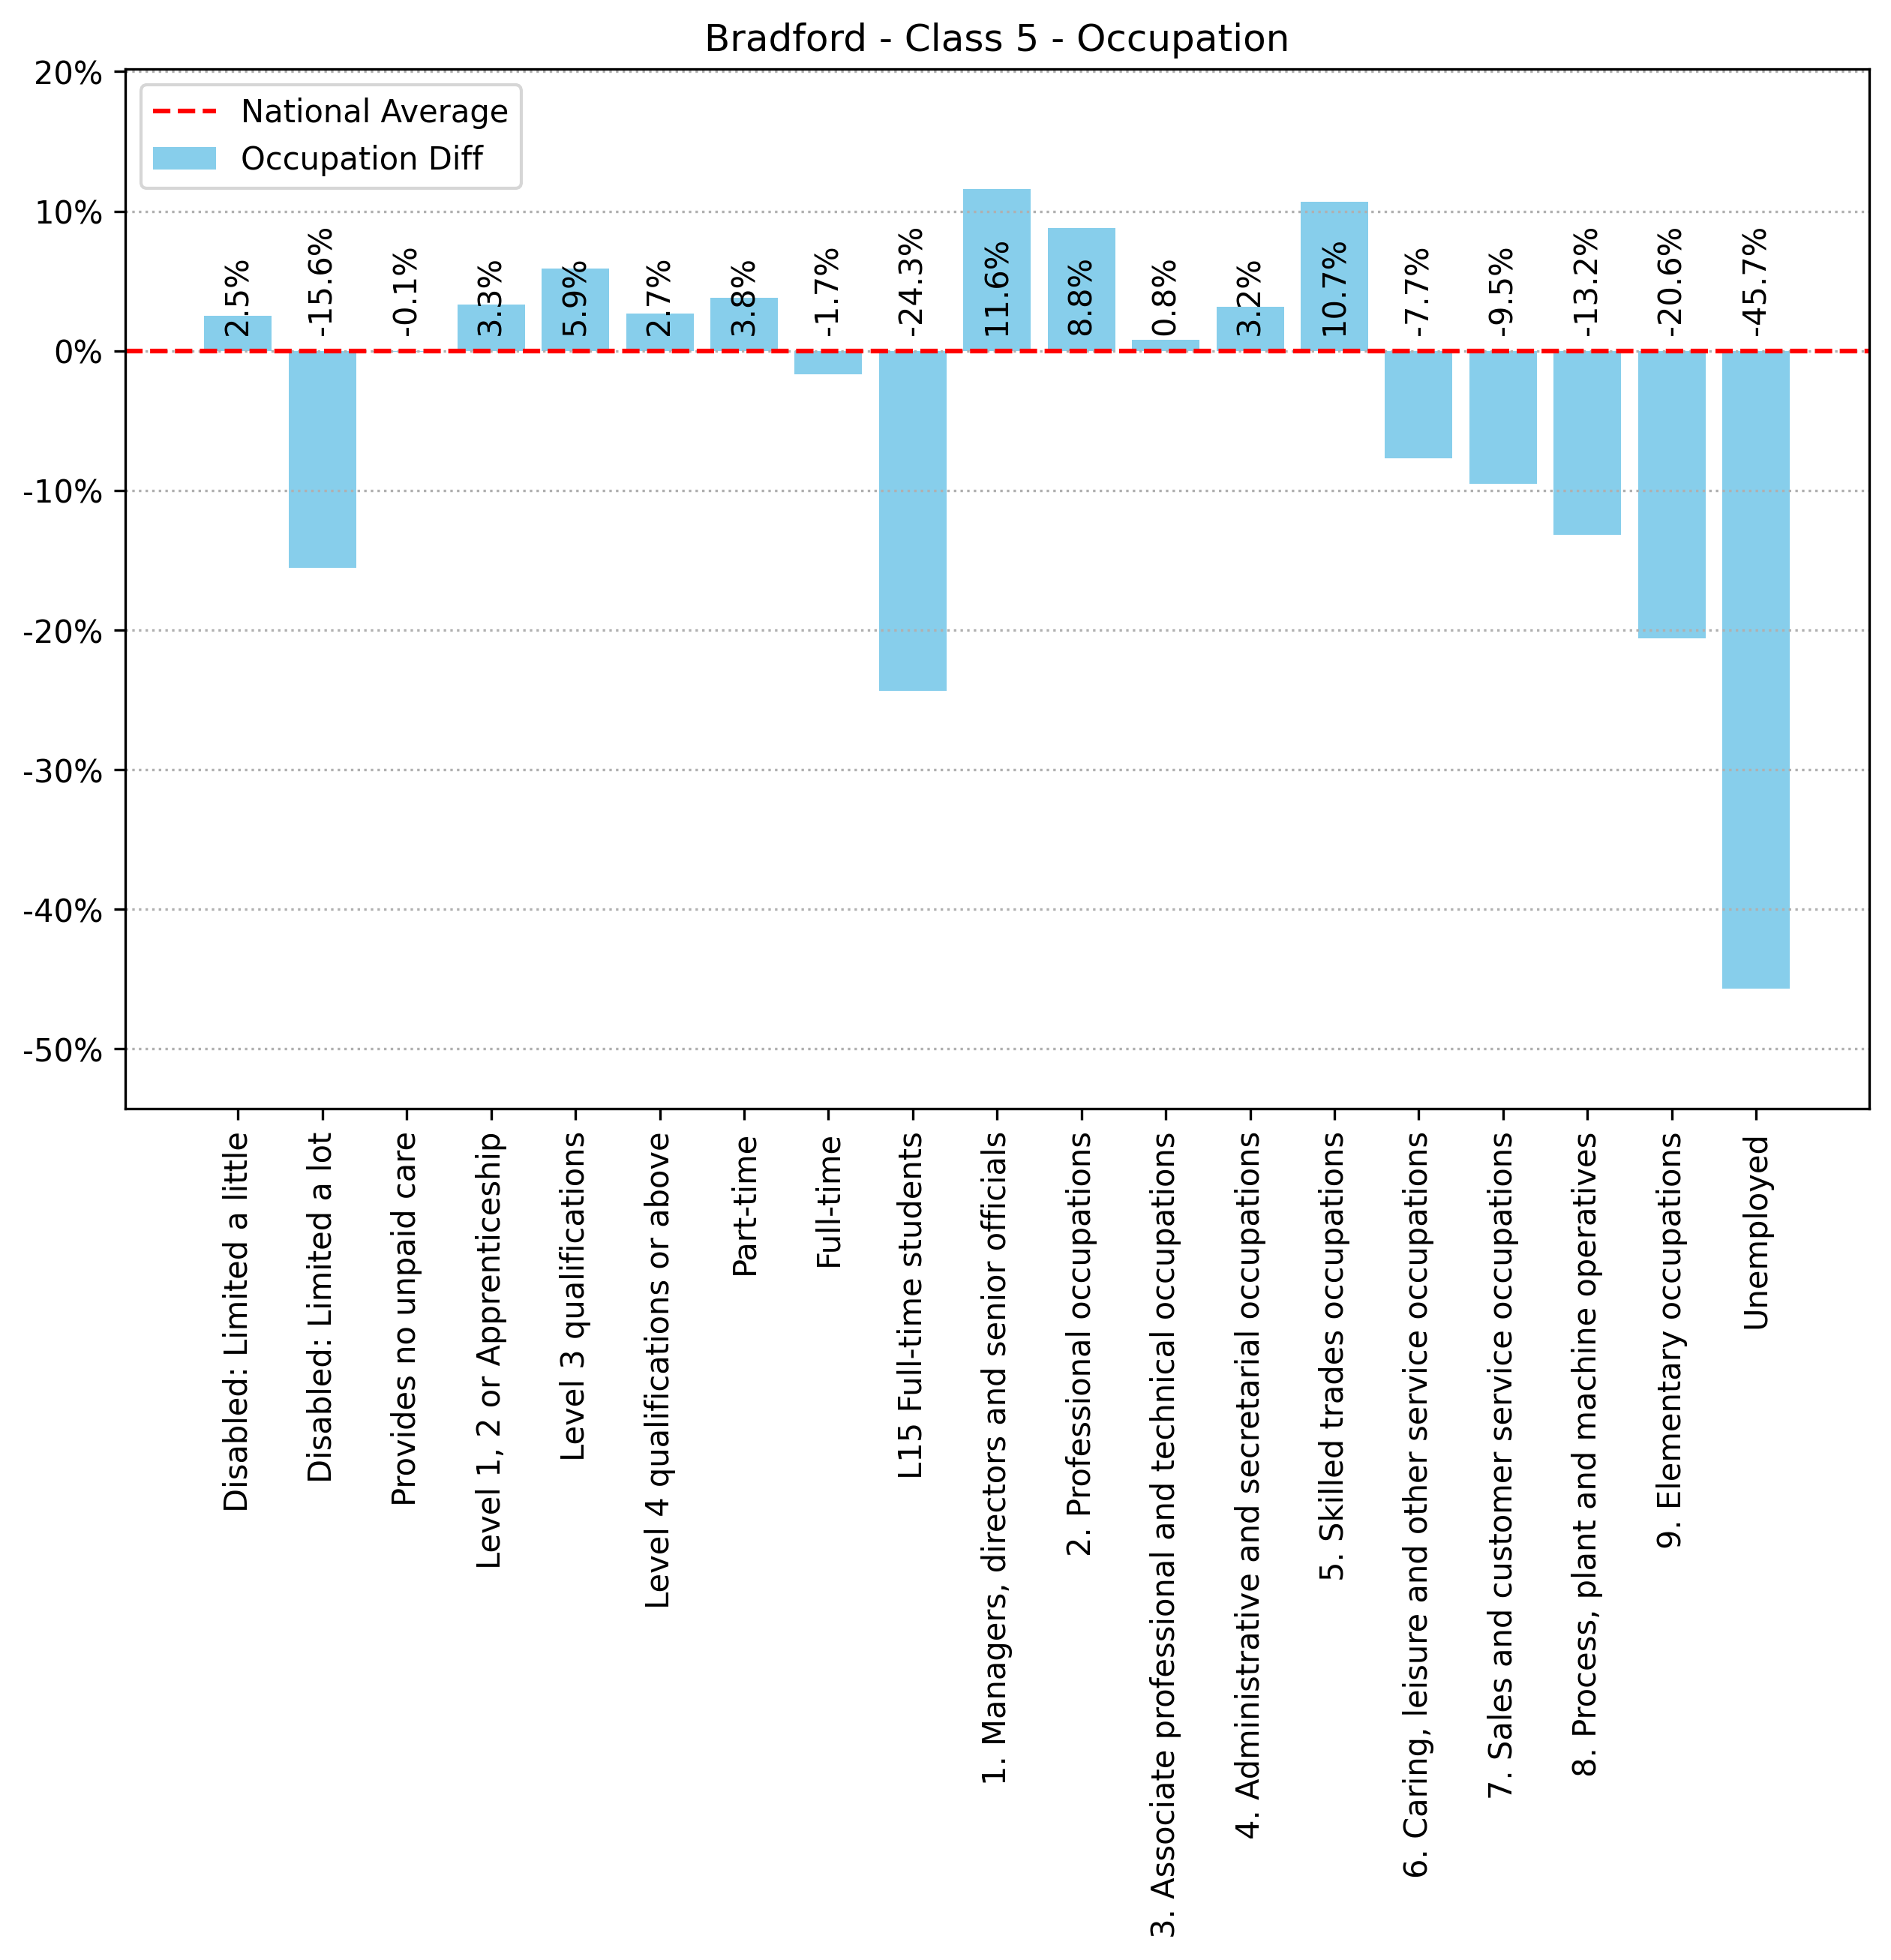 Bradford - Class 5 - Occupation
20%
10%
0%
-10%
-20%
-30%
-40%
-50%
National Average
Occupation Diff
2.5%
-15.6%
-0.1%
3.3%
5.9%
2.7%
3.8%
-1.7%
-24.3%
11.6%
8.8%
0.8%
3.2%
10.7%
-7.7%
-9.5%
-13.2%
-20.6%
-45.7%
Disabled: Limited a little
Disabled: Limited a lot
Provides no unpaid care
Level 1, 2 or Apprenticeship
Level 3 qualifications
Level 4 qualifications or above
Part-time
Full-time
L15 Full-time students
1. Managers, directors and senior officials
2. Professional occupations
3. Associate professional and technical occupations
4. Administrative and secretarial occupations
5. Skilled trades occupations
6. Caring, leisure and other service occupations
7. Sales and customer service occupations
8. Process, plant and machine operatives
9. Elementary occupations
Unemployed